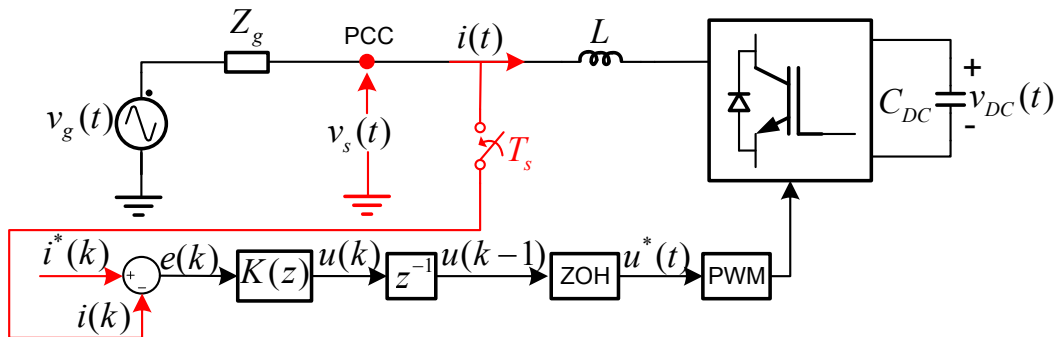 Z_g
PCC
i(t)
L
v_g(t)
v_s(t)
T_s
C_DC
+
v_DC(t)
-
i*(k)
+
−
e(k)
K(z)
u(k)
z⁻¹
u(k−1)
ZOH
u*(t)
PWM
i(k)